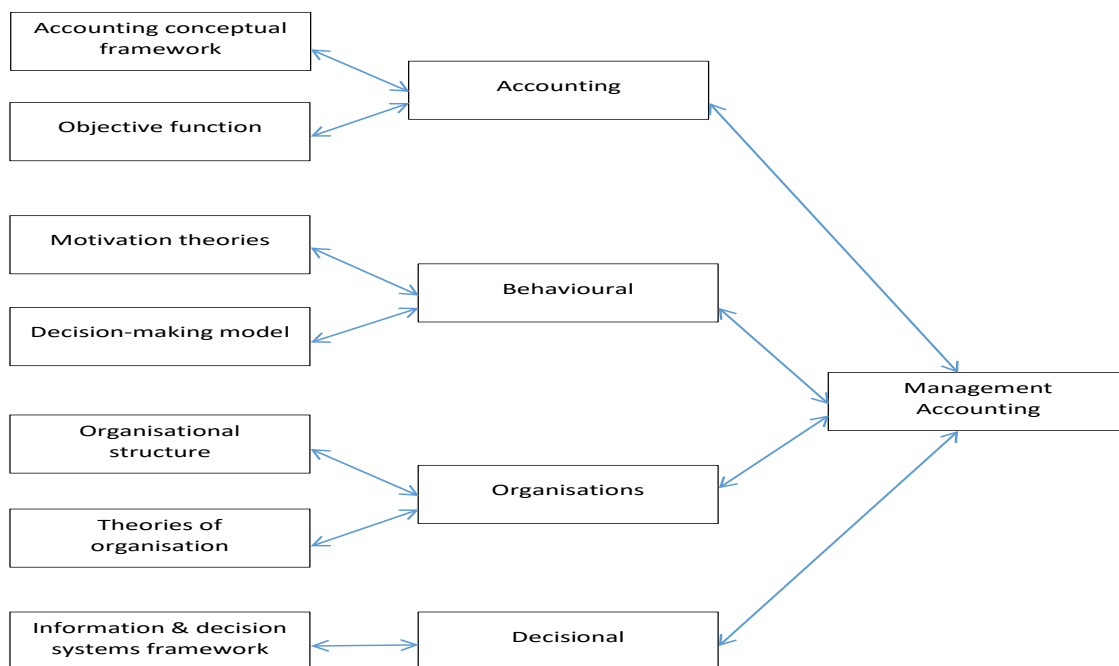 Accounting conceptual
framework
Accounting
Objective function
Motivation theories
Behavioural
Decision-making model
Management
Accounting
Organisational
structure
Organisations
Theories of
organisation
Information & decision
systems framework
Decisional